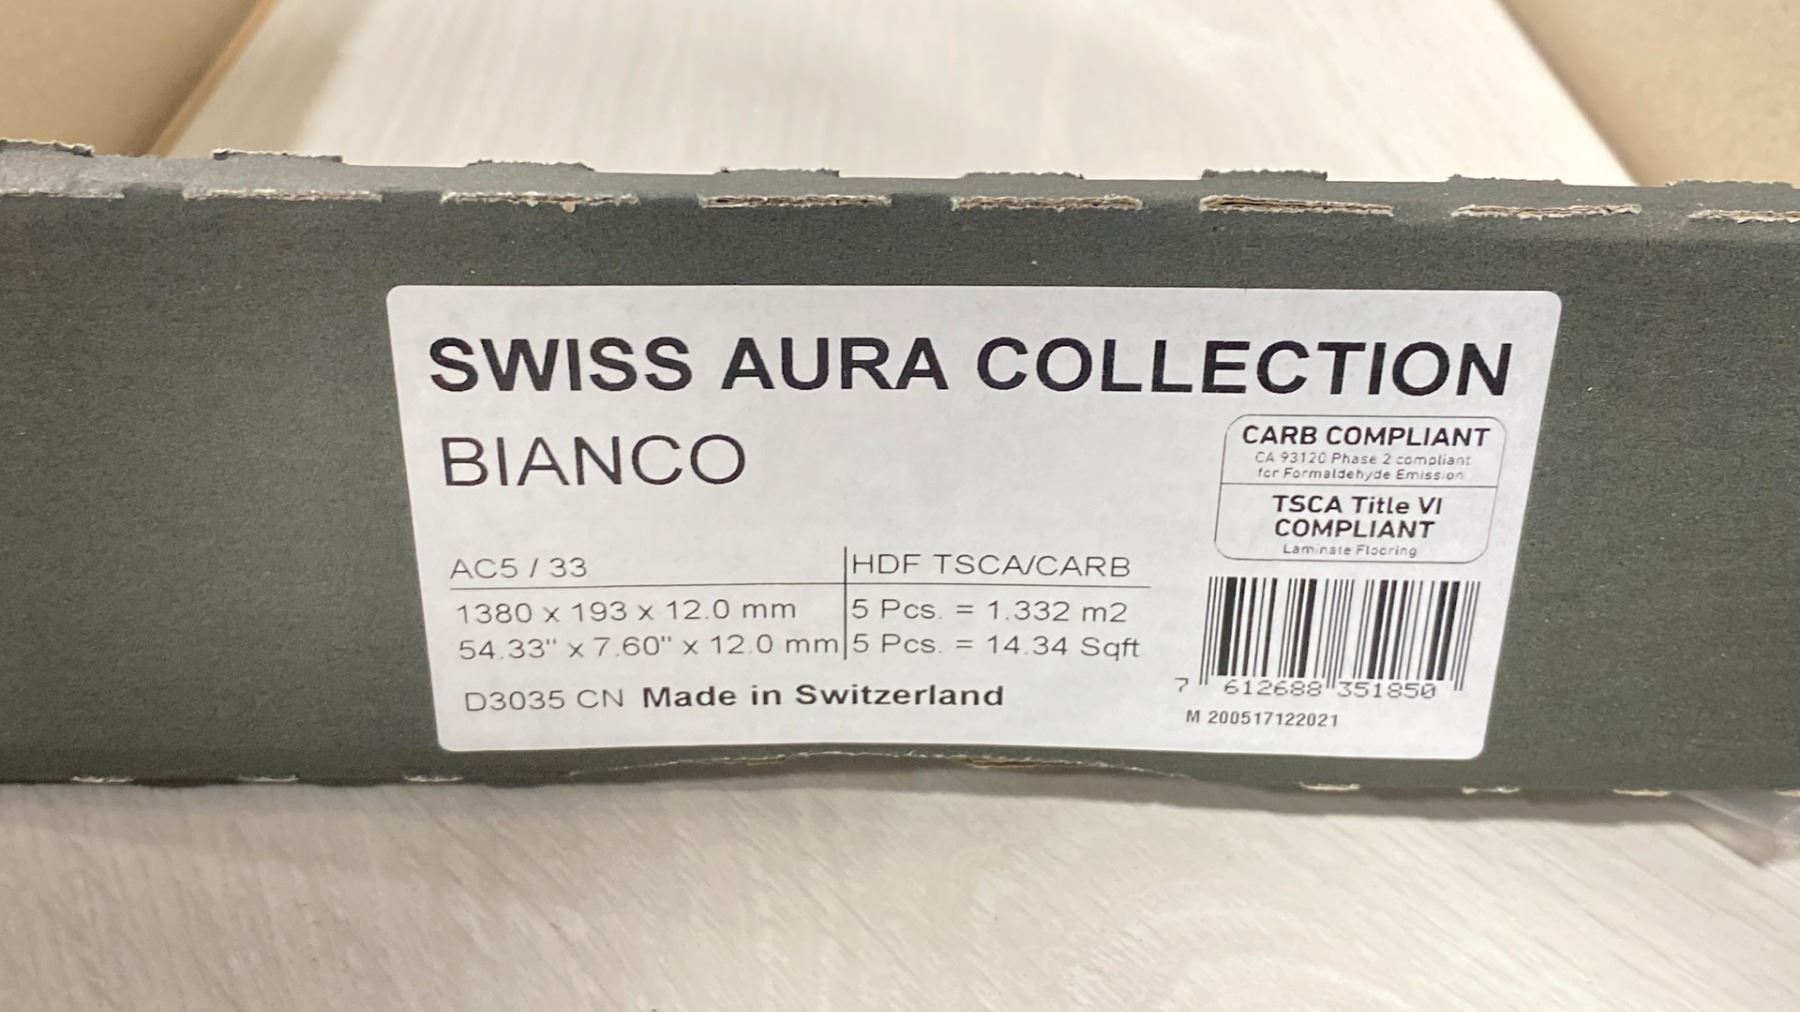 SWISS AURA COLLECTION
BIANCO
CARB COMPLIANT
CA 93120 Phase 2 compliant
for Formaldehyde Emission
TSCA Title VI
COMPLIANT
Laminate Flooring
AC5 / 33 HDF TSCA/CARB
1380 x 193 x 12.0 mm 5 Pcs. = 1.332 m2
54.33" x 7.60" x 12.0 mm 5 Pcs. = 14.34 Sqft
D3035 CN Made in Switzerland
7 612688 351850
M 200517122021